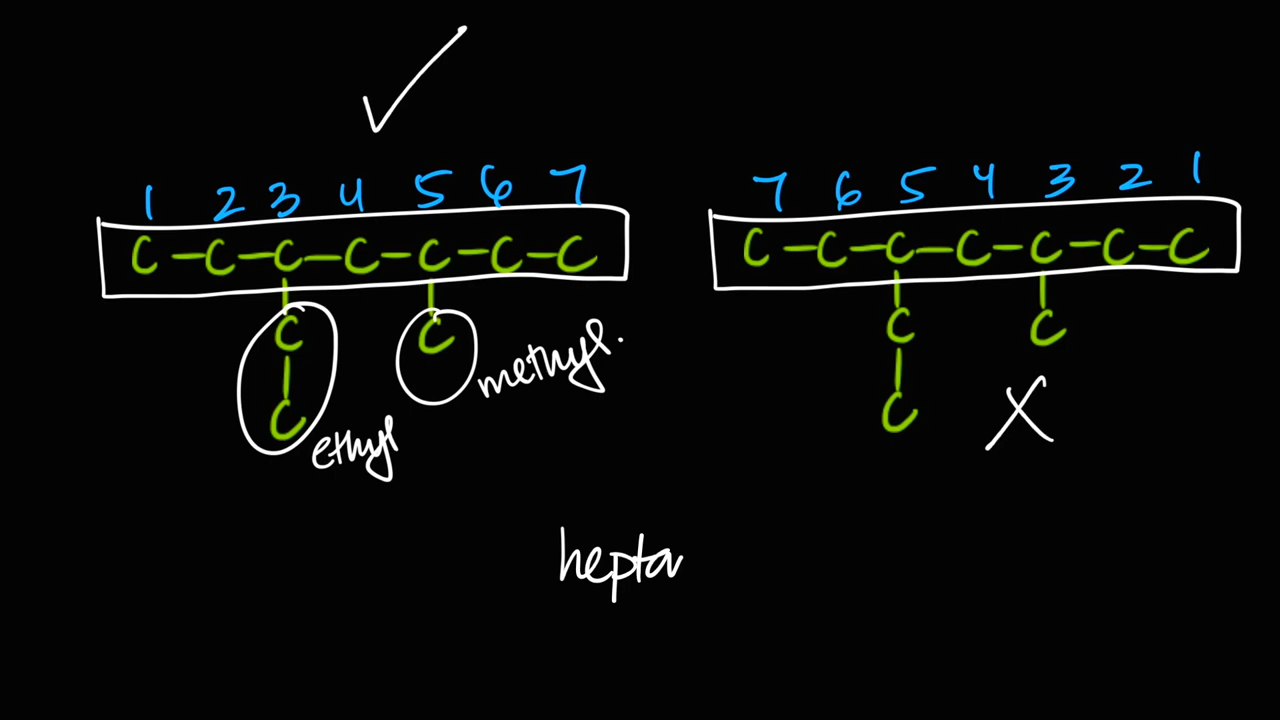 1 2 3 4 5 6 7
C-C-C-C-C-C-C
C
C
ethyl
C
methyl.
7 6 5 4 3 2 1
C-C-C-C-C-C-C
C
C
C
X
hepta